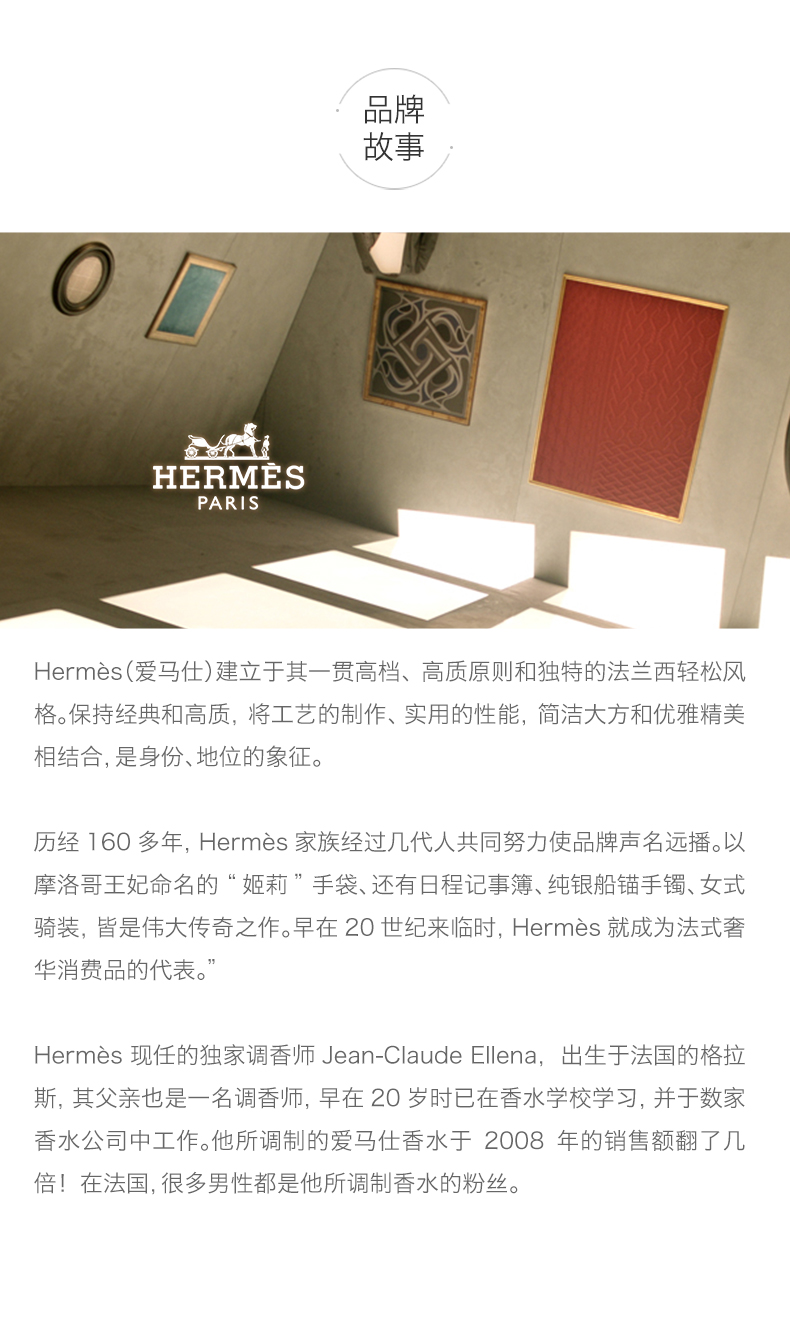 品牌
故事
HERMÈS
PARIS
Hermès（爱马仕）建立于其一贯高档、高质原则和独特的法兰西轻松风
格。保持经典和高质，将工艺的制作、实用的性能，简洁大方和优雅精美
相结合，是身份、地位的象征。
历经 160 多年，Hermès 家族经过几代人共同努力使品牌声名远播。以
摩洛哥王妃命名的“姬莉”手袋、还有日程记事簿、纯银船锚手镯、女式
骑装，皆是伟大传奇之作。早在 20 世纪来临时，Hermès 就成为法式奢
华消费品的代表。”
Hermès 现任的独家调香师 Jean-Claude Ellena，出生于法国的格拉
斯，其父亲也是一名调香师，早在 20 岁时已在香水学校学习，并于数家
香水公司中工作。他所调制的爱马仕香水于 2008 年的销售额翻了几
倍！在法国，很多男性都是他所调制香水的粉丝。